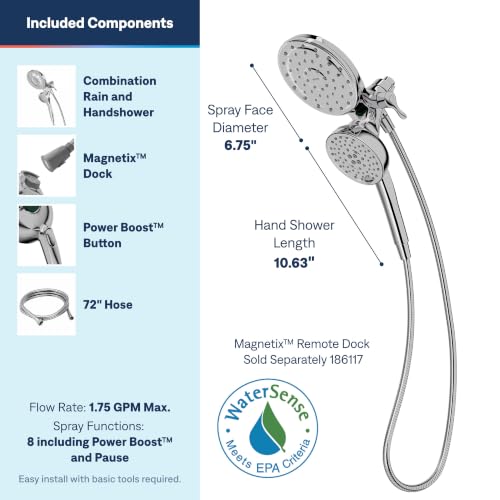 Included Components
Combination
Rain and
Handshower
Magnetix™
Dock
Power Boost™
Button
72" Hose
Flow Rate: 1.75 GPM Max.
Spray Functions:
8 including Power Boost™
and Pause
Easy install with basic tools required.
Spray Face
Diameter
6.75"
Hand Shower
Length
10.63"
Magnetix™ Remote Dock
Sold Separately 186117
WaterSense
Meets EPA Criteria